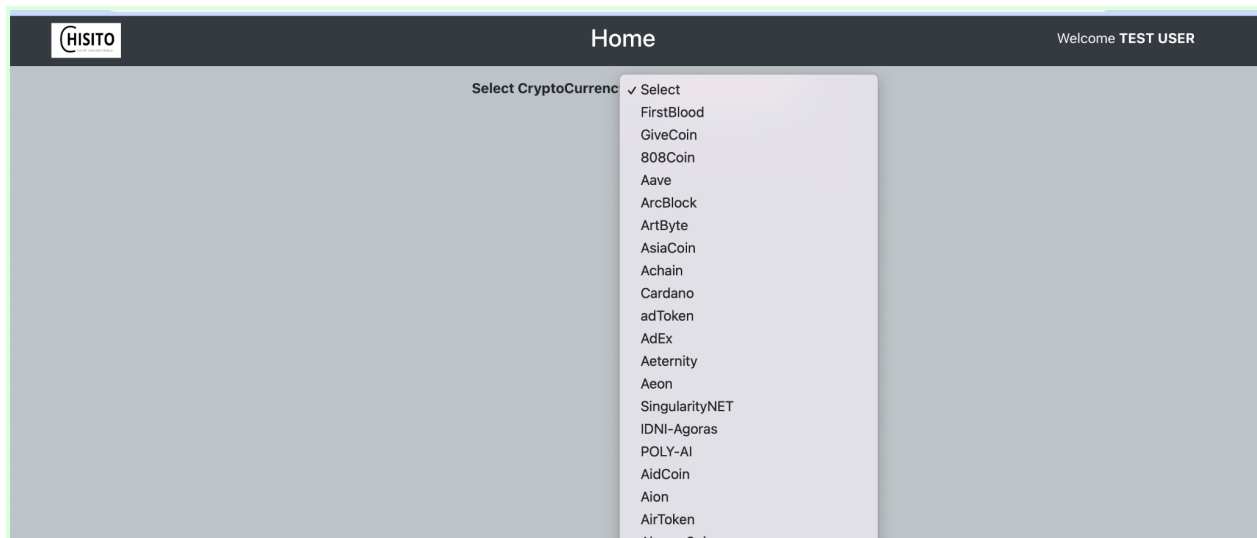 CHISITO
Home
Welcome TEST USER
Select CryptoCurrenc
✓ Select
FirstBlood
GiveCoin
808Coin
Aave
ArcBlock
ArtByte
AsiaCoin
Achain
Cardano
adToken
AdEx
Aeternity
Aeon
SingularityNET
IDNI-Agoras
POLY-AI
AidCoin
Aion
AirToken